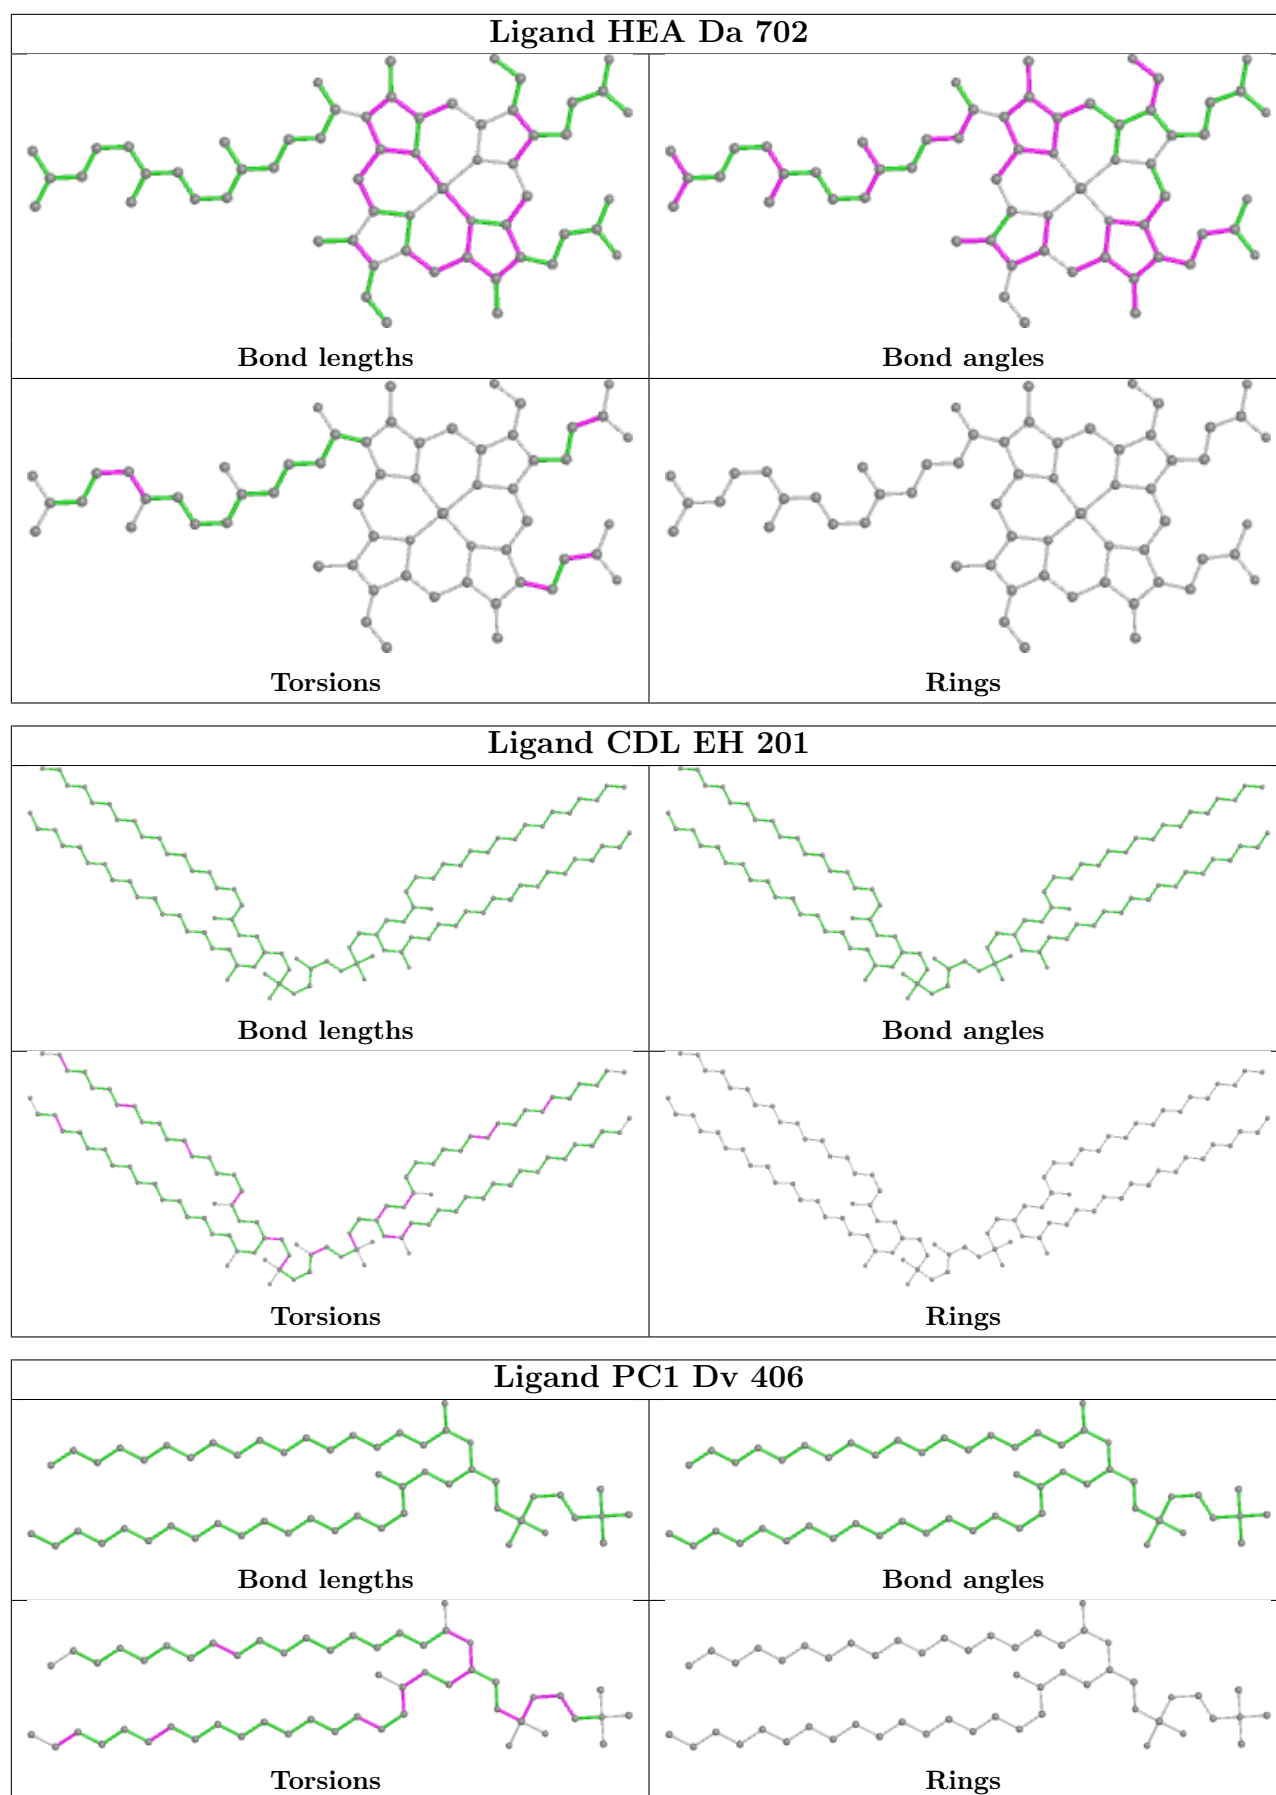 Ligand HEA Da 702
Bond lengths
Bond angles
Torsions
Rings
Ligand CDL EH 201
Bond lengths
Bond angles
Torsions
Rings
Ligand PC1 Dv 406
Bond lengths
Bond angles
Torsions
Rings